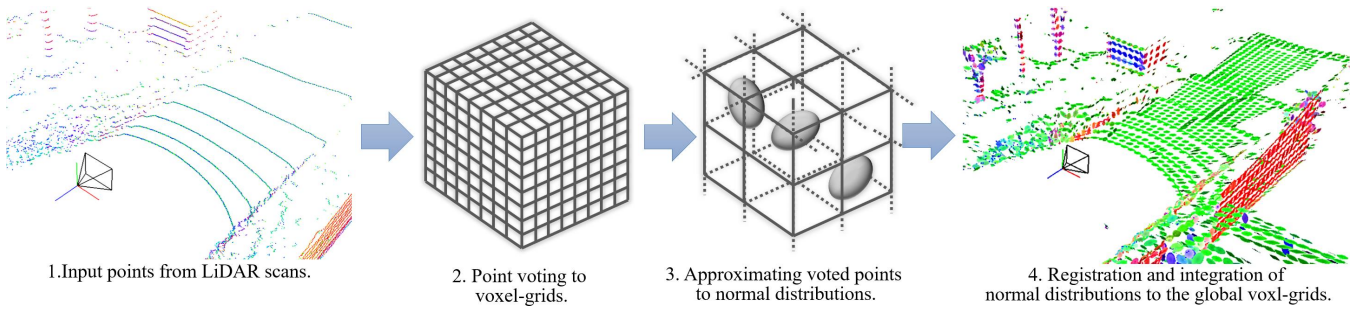 1.Input points from LiDAR scans.
2. Point voting to
voxel-grids.
3. Approximating voted points
to normal distributions.
4. Registration and integration of
normal distributions to the global voxl-grids.